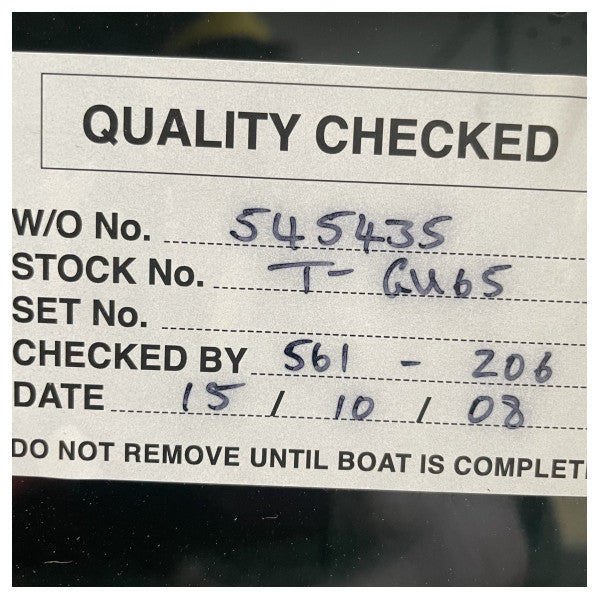 QUALITY CHECKED
W/O No. 545435
STOCK No. T- GU65
SET No.
CHECKED BY 561 - 206
DATE 15 / 10 / 08
DO NOT REMOVE UNTIL BOAT IS COMPLET